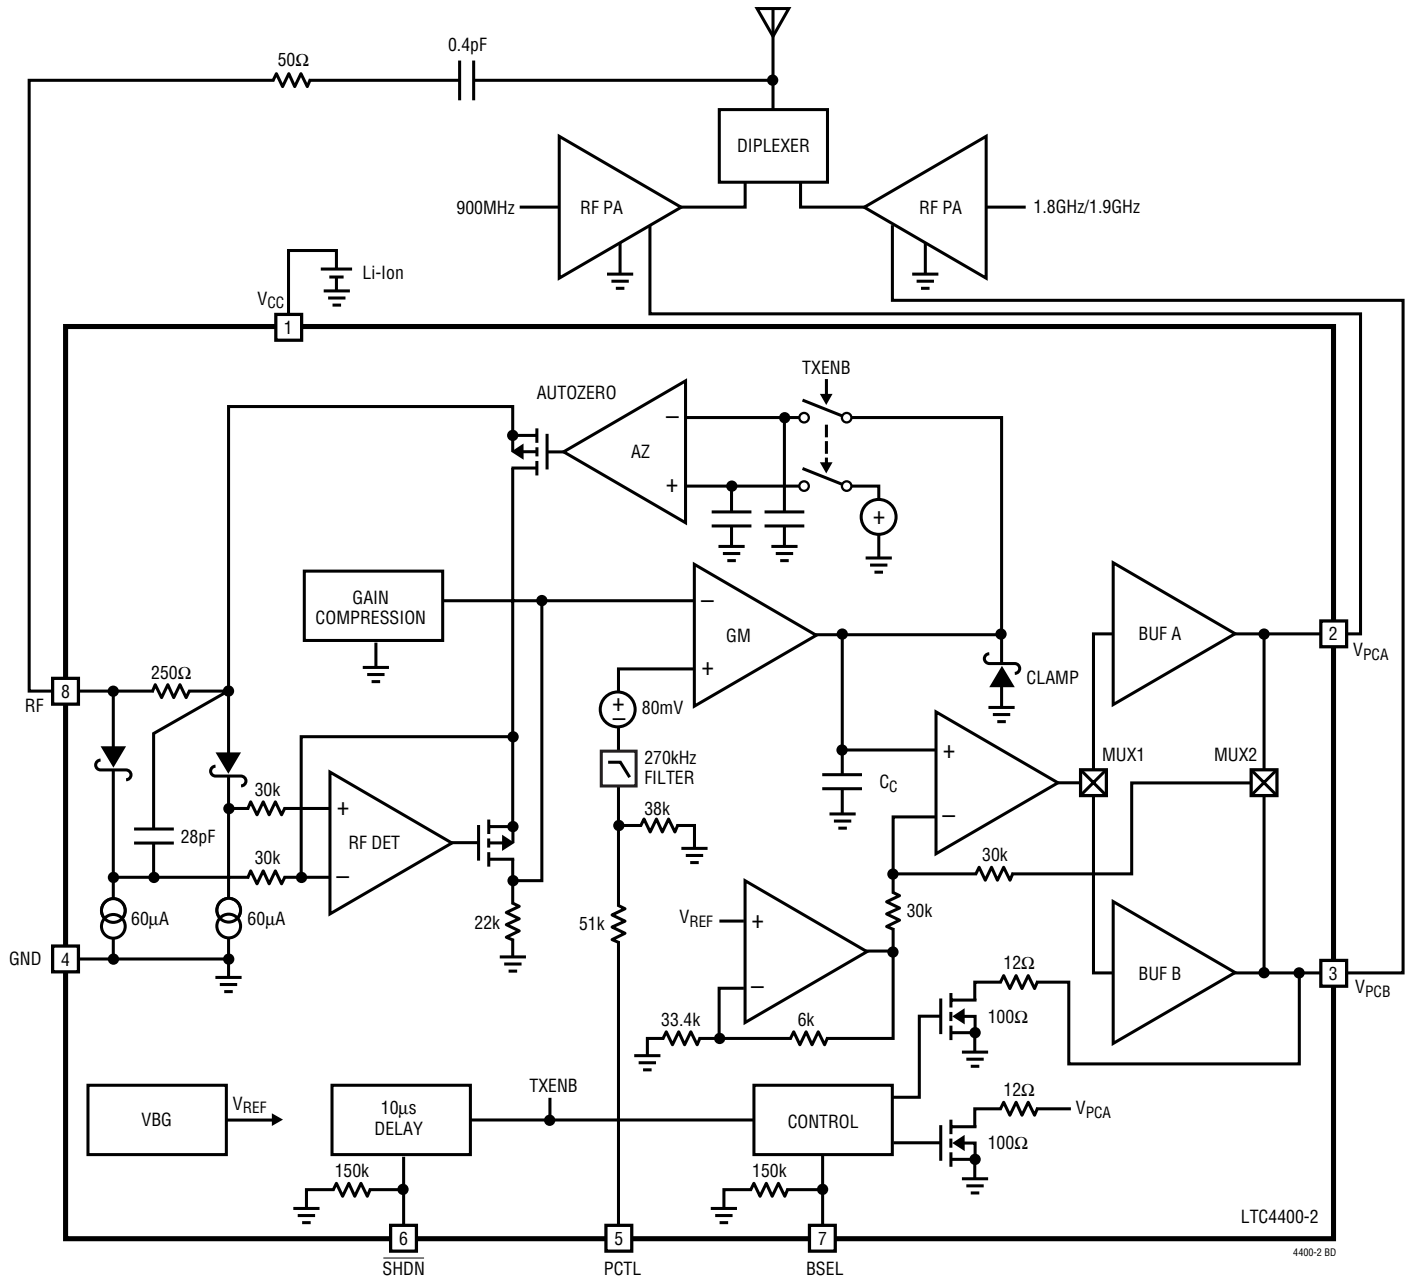 50Ω
0.4pF
DIPLEXER
900MHz
RF PA
RF PA
1.8GHz/1.9GHz
Li-Ion
VCC
1
TXENB
AUTOZERO
−
AZ
+
+
GAIN
COMPRESSION
−
GM
+
BUF A
2
VPCA
250Ω
8
RF
CLAMP
+
−
80mV
270kHz
FILTER
+
MUX1
MUX2
CC
30k
+
38k
28pF
RF DET
−
30k
−
30k
60µA
60µA
22k
51k
VREF
+
30k
GND
4
12Ω
BUF B
3
VPCB
−
100Ω
33.4k
6k
TXENB
12Ω
VBG
VREF
10µs
DELAY
CONTROL
VPCA
100Ω
150k
150k
LTC4400-2
6
5
7
SHDN
PCTL
BSEL
4400-2 BD